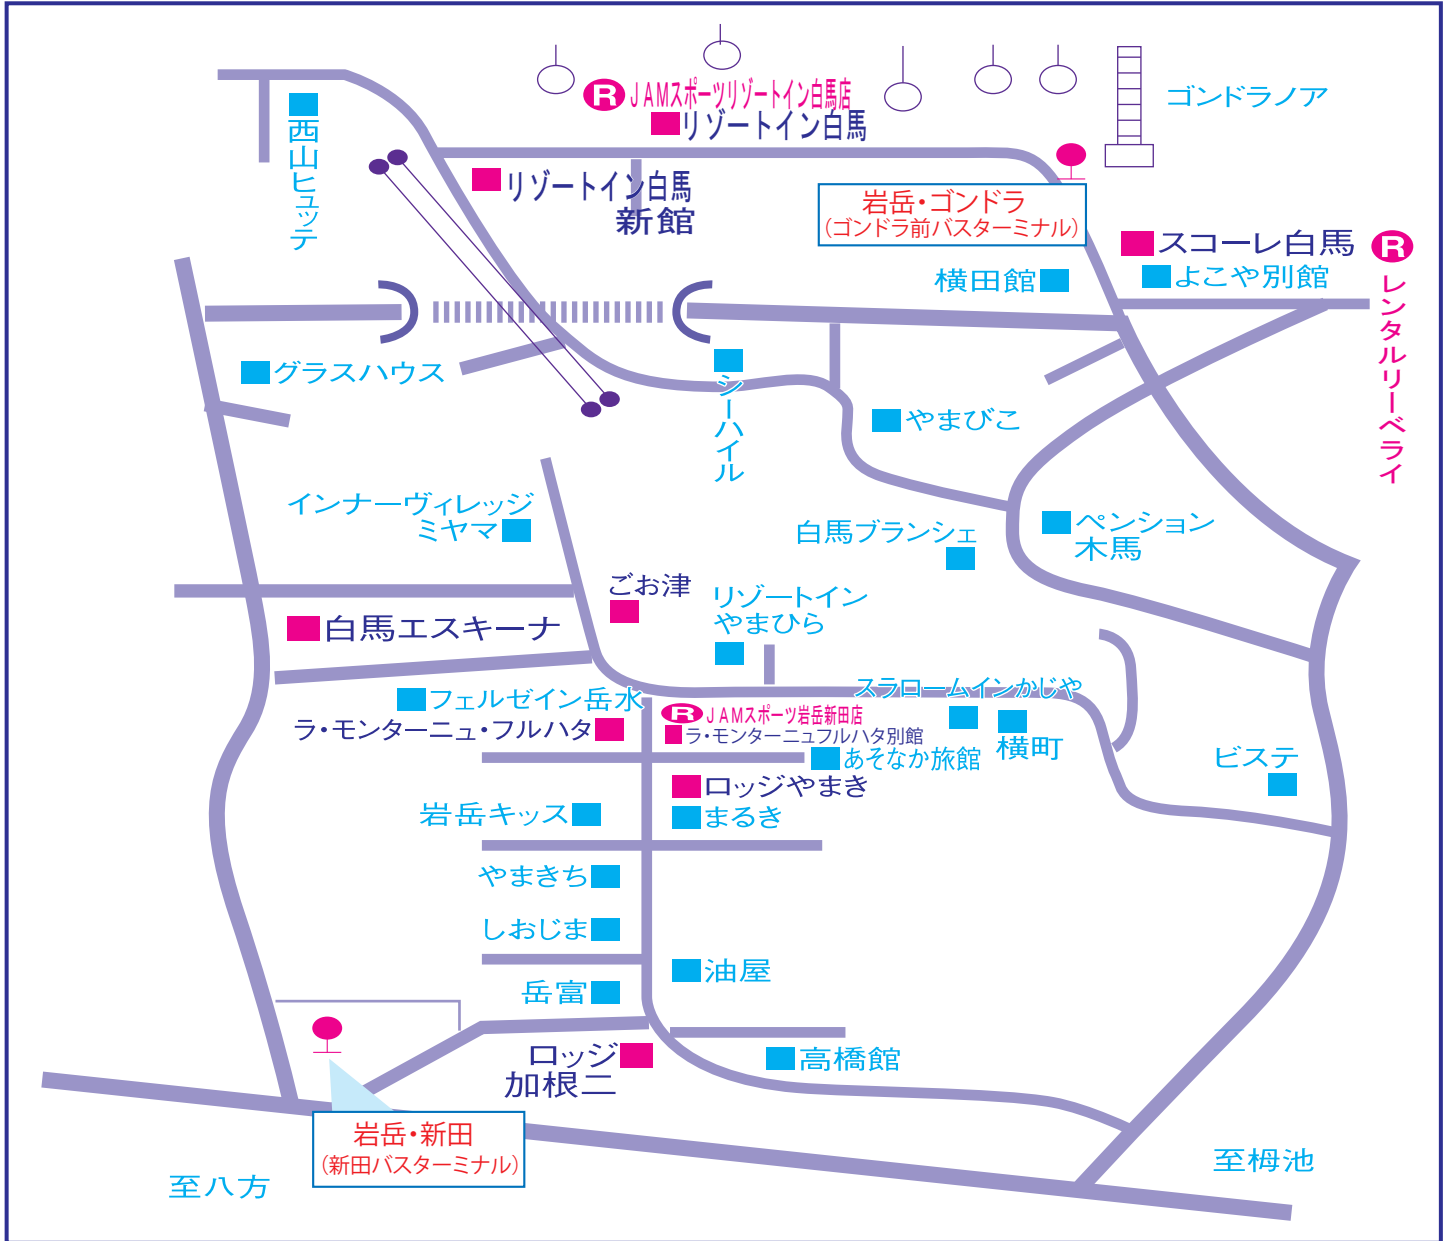 R JAMスポーツリゾートイン白馬店
リゾートイン白馬
ゴンドラノア
西山ヒュッテ
リゾートイン白馬
新館
岩岳・ゴンドラ
(ゴンドラ前バスターミナル)
スコーレ白馬
R
レンタルリーベライ
横田館
よこや別館
グラスハウス
シーハイル
やまびこ
インナーヴィレッジ
ミヤマ
白馬ブランシェ
ペンション
木馬
ごお津
リゾートイン
やまひら
白馬エスキーナ
フェルゼイン岳水
スラロームインかじや
R JAMスポーツ岩岳新田店
ラ・モンターニュ・フルハタ
ラ・モンターニュフルハタ別館
横町
あそなか旅館
ビステ
ロッジやまき
岩岳キッス
まるき
やまきち
しおじま
油屋
岳富
ロッジ
加根二
高橋館
岩岳・新田
(新田バスターミナル)
至八方
至栂池